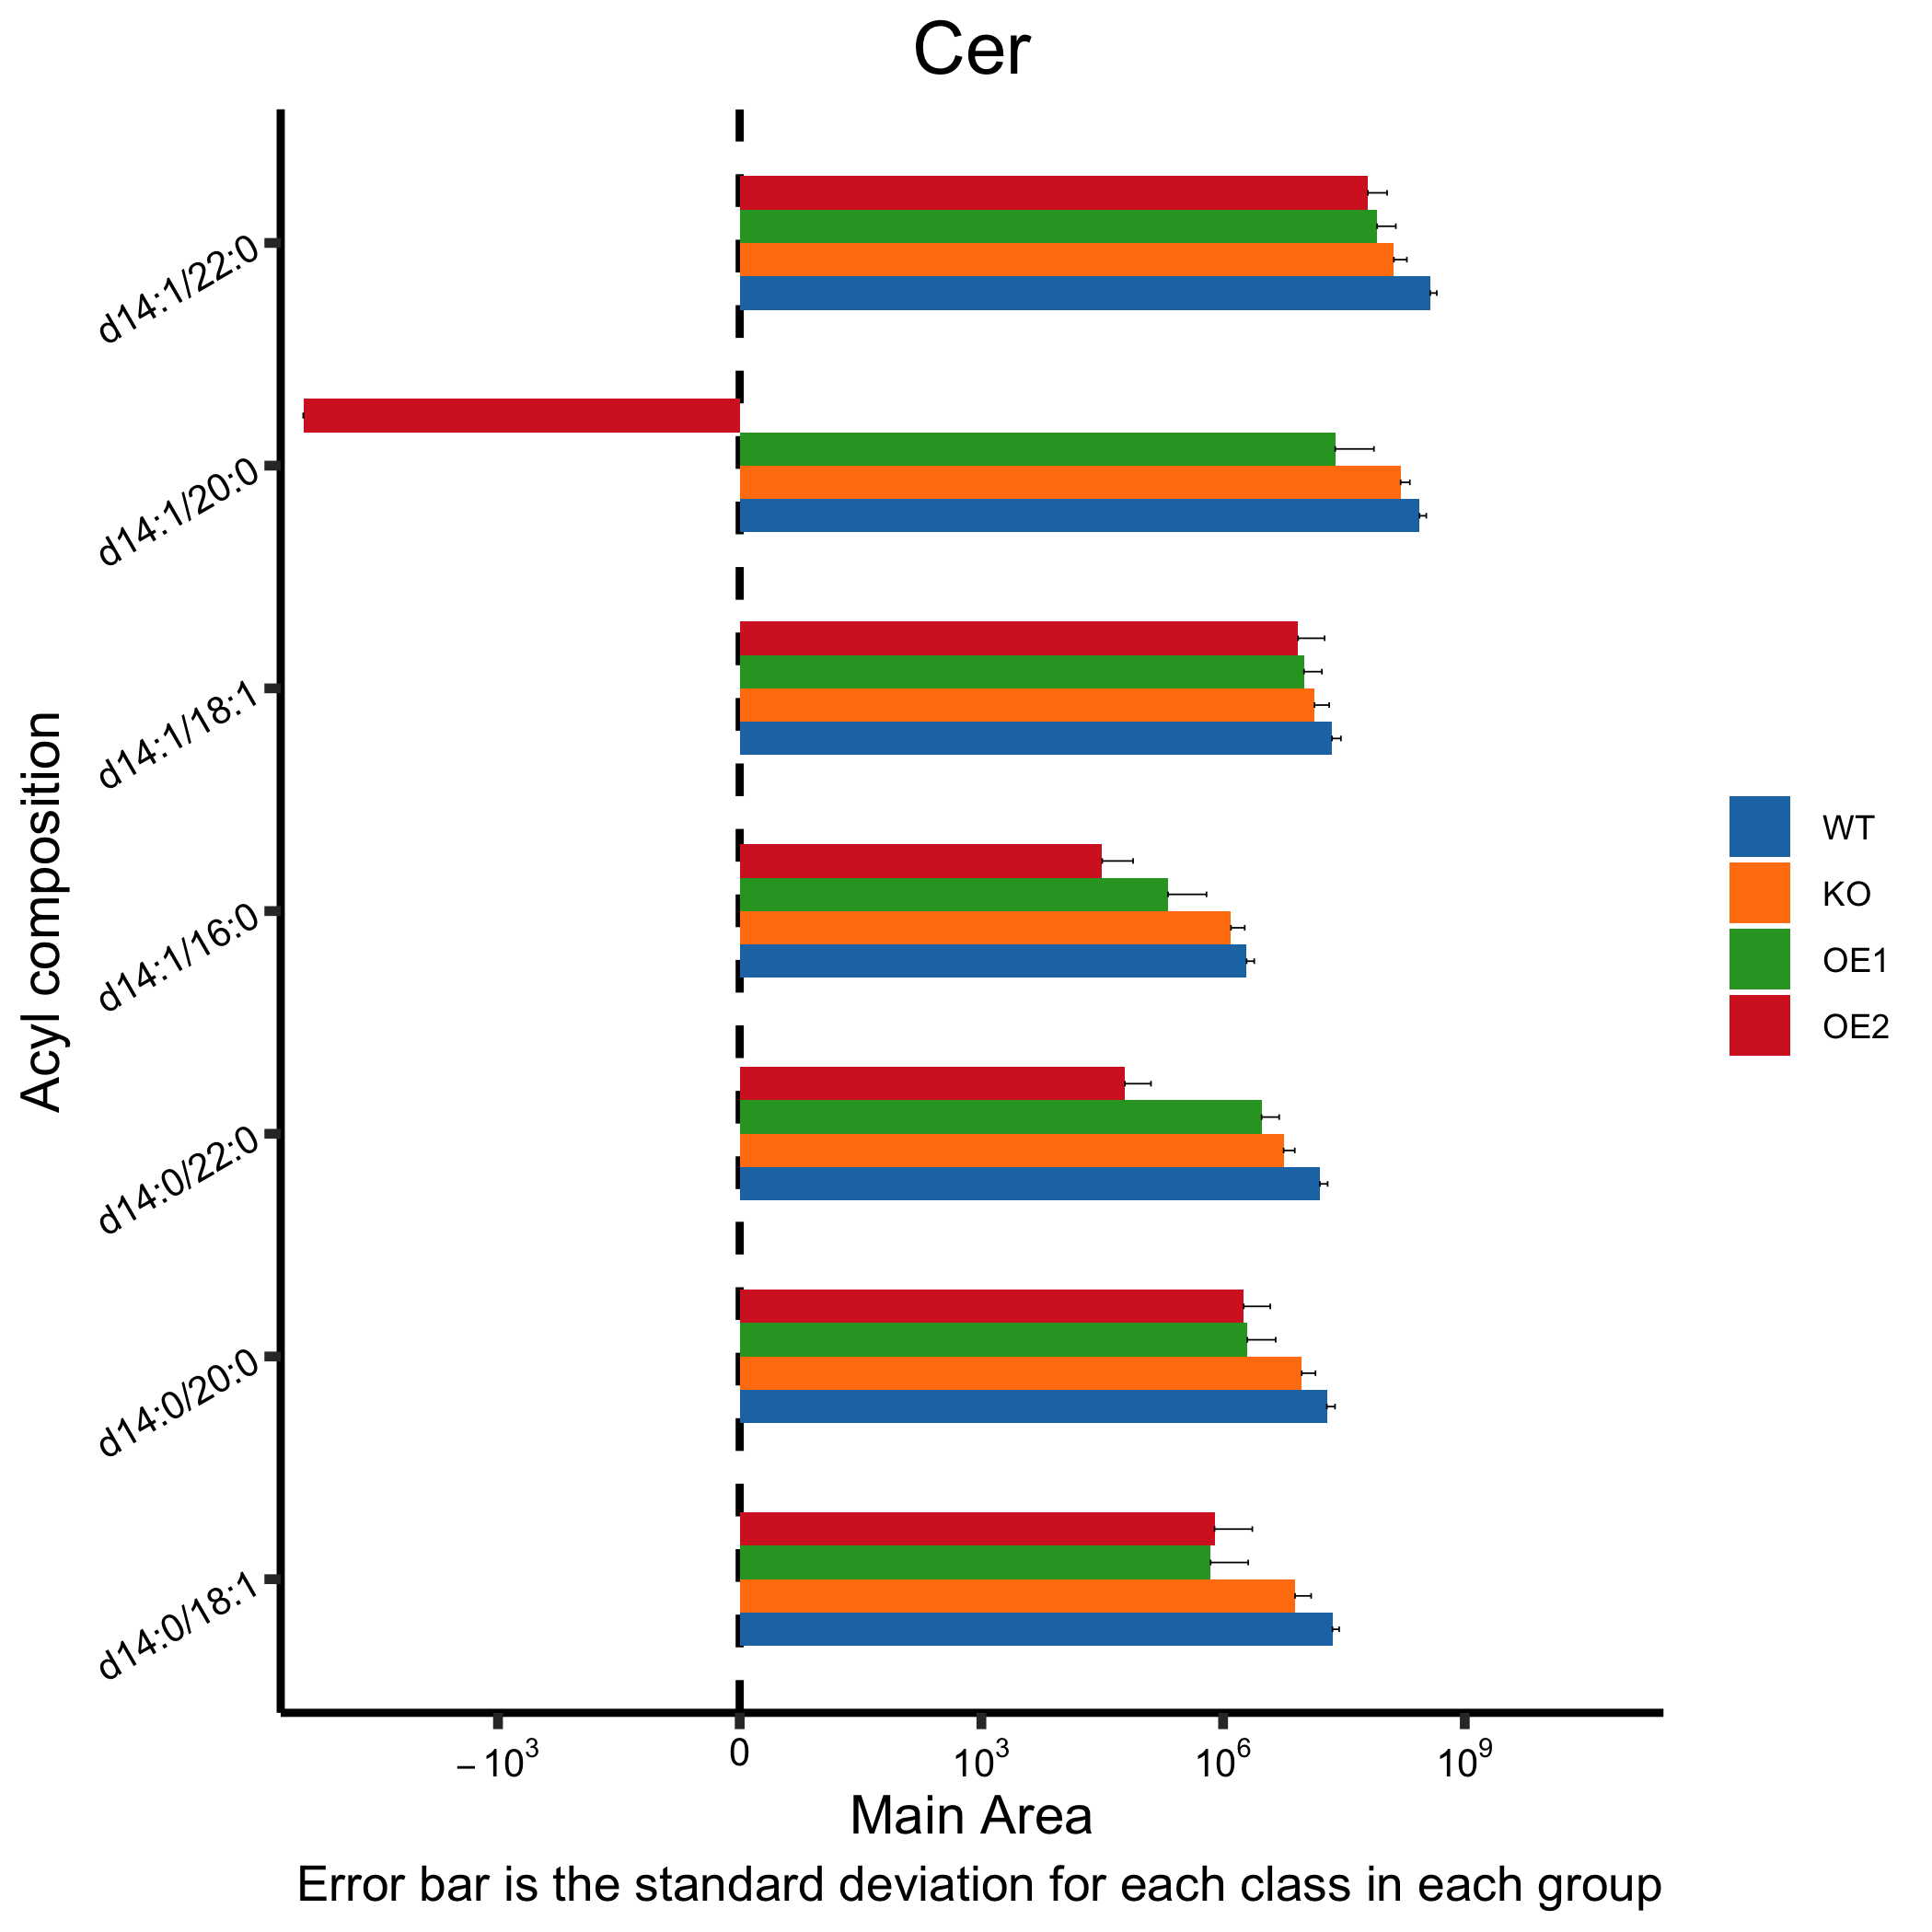 Cer
Acyl composition
d14:1/22:0
d14:1/20:0
d14:1/18:1
d14:1/16:0
d14:0/22:0
d14:0/20:0
d14:0/18:1
−10³ 0 10³ 10⁶ 10⁹
Main Area
Error bar is the standard deviation for each class in each group
WT
KO
OE1
OE2